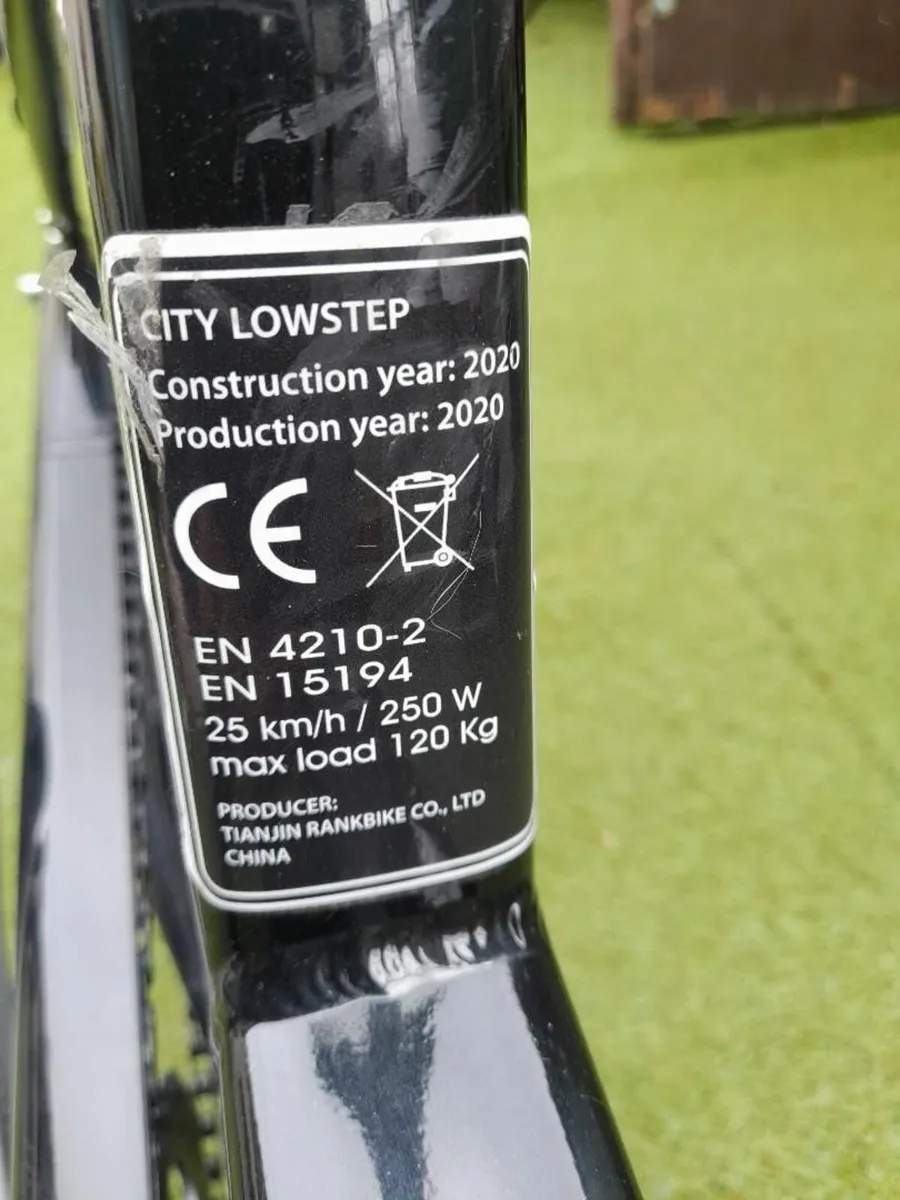 CITY LOWSTEP
Construction year: 2020
Production year: 2020
CE
EN 4210-2
EN 15194
25 km/h / 250 W
max load 120 Kg
PRODUCER:
TIANJIN RANKBIKE CO., LTD
CHINA